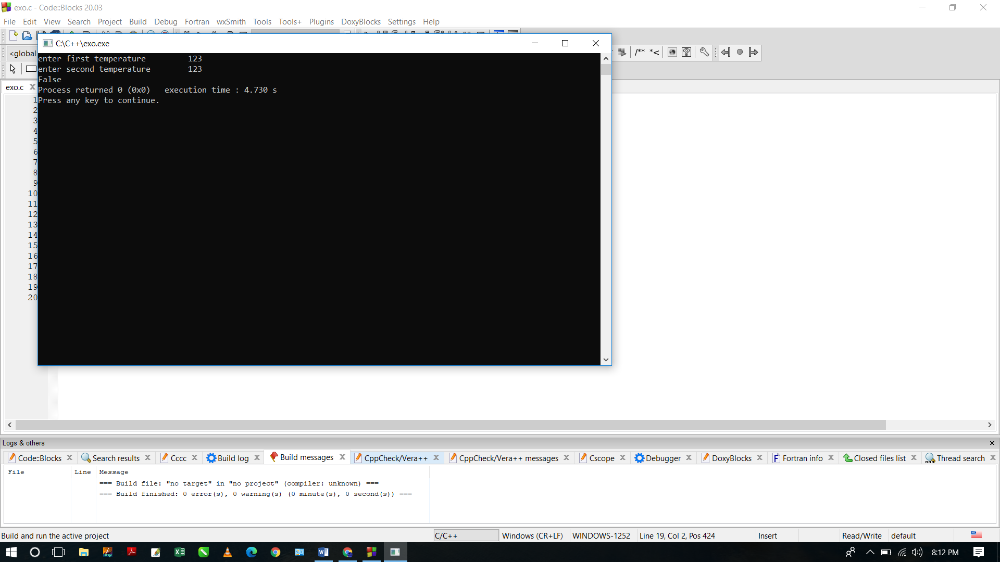 exo.c - Code::Blocks 20.03
File Edit View Search Project Build Debug Fortran wxSmith Tools Tools+ Plugins DoxyBlocks Settings Help
C:\C++\exo.exe
<global
/** *<
enter first temperature 123
enter second temperature 123
False
Process returned 0 (0x0) execution time : 4.730 s
Press any key to continue.
exo.c
1
2
3
4
5
6
7
8
9
10
11
12
13
14
15
16
17
18
19
20
Logs & others
Code::Blocks Search results Cccc Build log Build messages CppCheck/Vera++ CppCheck/Vera++ messages Cscope Debugger DoxyBlocks Fortran info Closed files list Thread search
File Line Message
=== Build file: "no target" in "no project" (compiler: unknown) ===
=== Build finished: 0 error(s), 0 warning(s) (0 minute(s), 0 second(s)) ===
Build and run the active project C/C++ Windows (CR+LF) WINDOWS-1252 Line 19, Col 2, Pos 424 Insert Read/Write default
8:12 PM